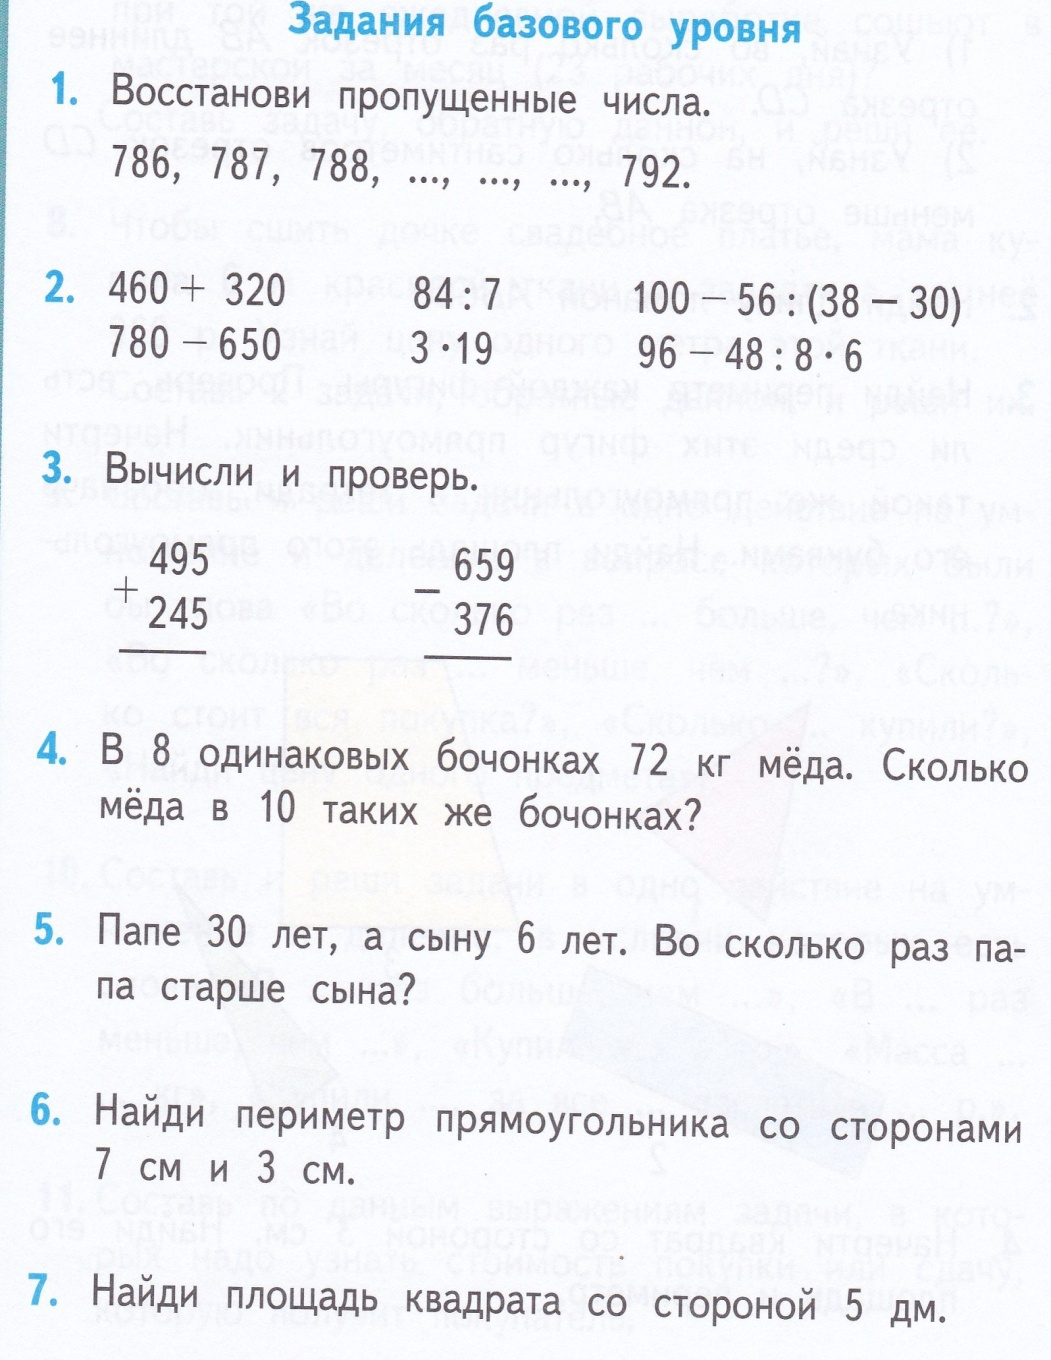 Задания базового уровня
1. Восстанови пропущенные числа.
786, 787, 788, ..., ..., ..., 792.
2. 460 + 320 84 : 7 100 − 56 : (38 − 30)
780 − 650 3 · 19 96 − 48 : 8 · 6
3. Вычисли и проверь.
495 659
+ −
245 376
4. В 8 одинаковых бочонках 72 кг мёда. Сколько
мёда в 10 таких же бочонках?
5. Папе 30 лет, а сыну 6 лет. Во сколько раз па-
па старше сына?
6. Найди периметр прямоугольника со сторонами
7 см и 3 см.
7. Найди площадь квадрата со стороной 5 дм.